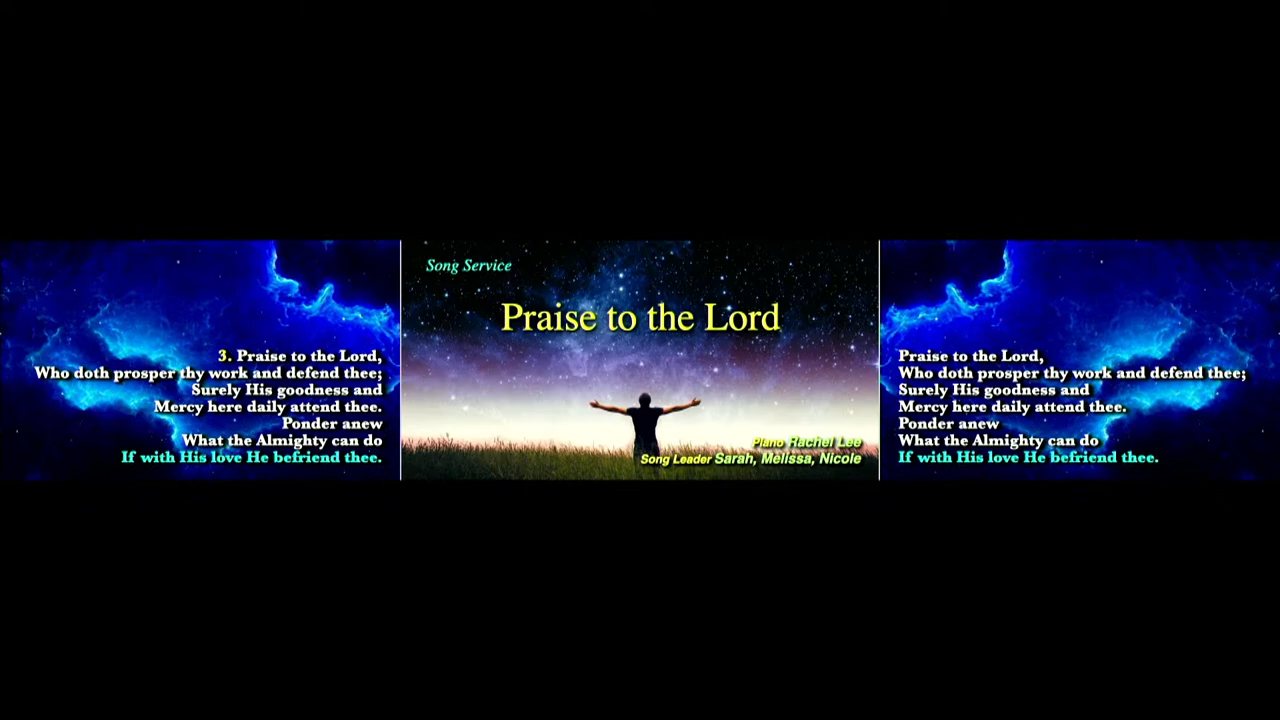 3. Praise to the Lord,
Who doth prosper thy work and defend thee;
Surely His goodness and
Mercy here daily attend thee.
Ponder anew
What the Almighty can do
If with His love He befriend thee.
Song Service
Praise to the Lord
Piano Rachel Lee
Song Leader Sarah, Melissa, Nicole
Praise to the Lord,
Who doth prosper thy work and defend thee;
Surely His goodness and
Mercy here daily attend thee.
Ponder anew
What the Almighty can do
If with His love He befriend thee.